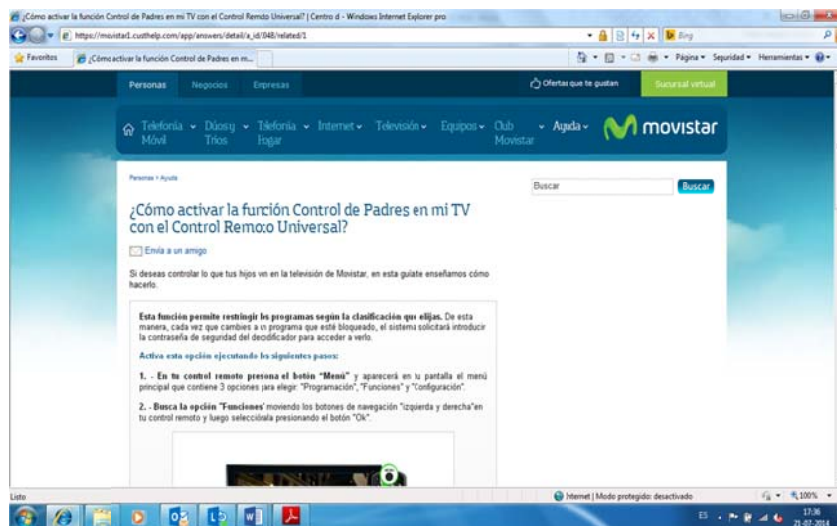 ¿Cómo activar la función Control de Padres en mi TV con el Control Remoto Universal? | Centro d - Windows Internet Explorer pro
https://movistar1.custhelp.com/app/answers/detail/a_id/048/related/1
Bing
Favoritos
¿Cómo activar la función Control de Padres en m...
Página
Seguridad
Herramientas
Personas Negocios Empresas
Ofertas que te gustan
Sucursal virtual
Telefonía Móvil
Dúos y Tríos
Telefonía Hogar
Internet
Televisión
Equipos
Club Movistar
Ayuda
movistar
Personas > Ayuda
Buscar
Buscar
¿Cómo activar la función Control de Padres en mi TV
con el Control Remoto Universal?
Envía a un amigo
Si deseas controlar lo que tus hijos ven en la televisión de Movistar, en esta guía te enseñamos cómo
hacerlo.
Esta función permite restringir los programas según la clasificación que elijas. De esta
manera, cada vez que cambies a un programa que esté bloqueado, el sistema solicitará introducir
la contraseña de seguridad del decodificador para acceder a verlo.
Activa esta opción ejecutando los siguientes pasos:
1. - En tu control remoto presiona el botón “Menú” y aparecerá en tu pantalla el menú
principal que contiene 3 opciones para elegir: "Programación", "Funciones" y "Configuración".
2. - Busca la opción "Funciones" moviendo los botones de navegación "izquierda y derecha"en
tu control remoto y luego selecciónala presionando el botón "Ok".
Listo
Internet | Modo protegido: desactivado
100%
ES
17:36
21-07-2014